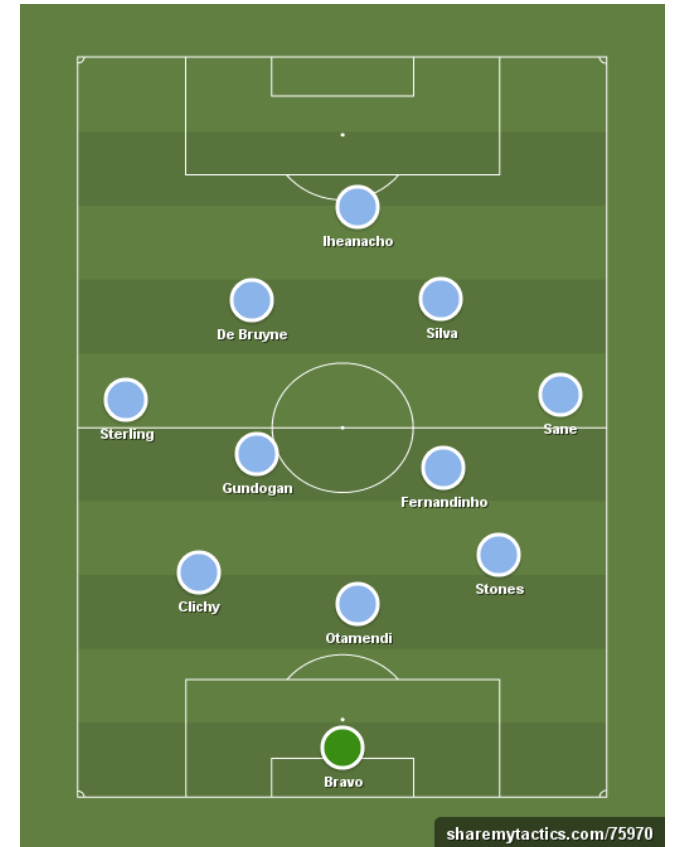 Iheanacho
De Bruyne
Silva
Sterling
Sane
Gundogan
Fernandinho
Clichy
Stones
Otamendi
Bravo
sharemytactics.com/75970